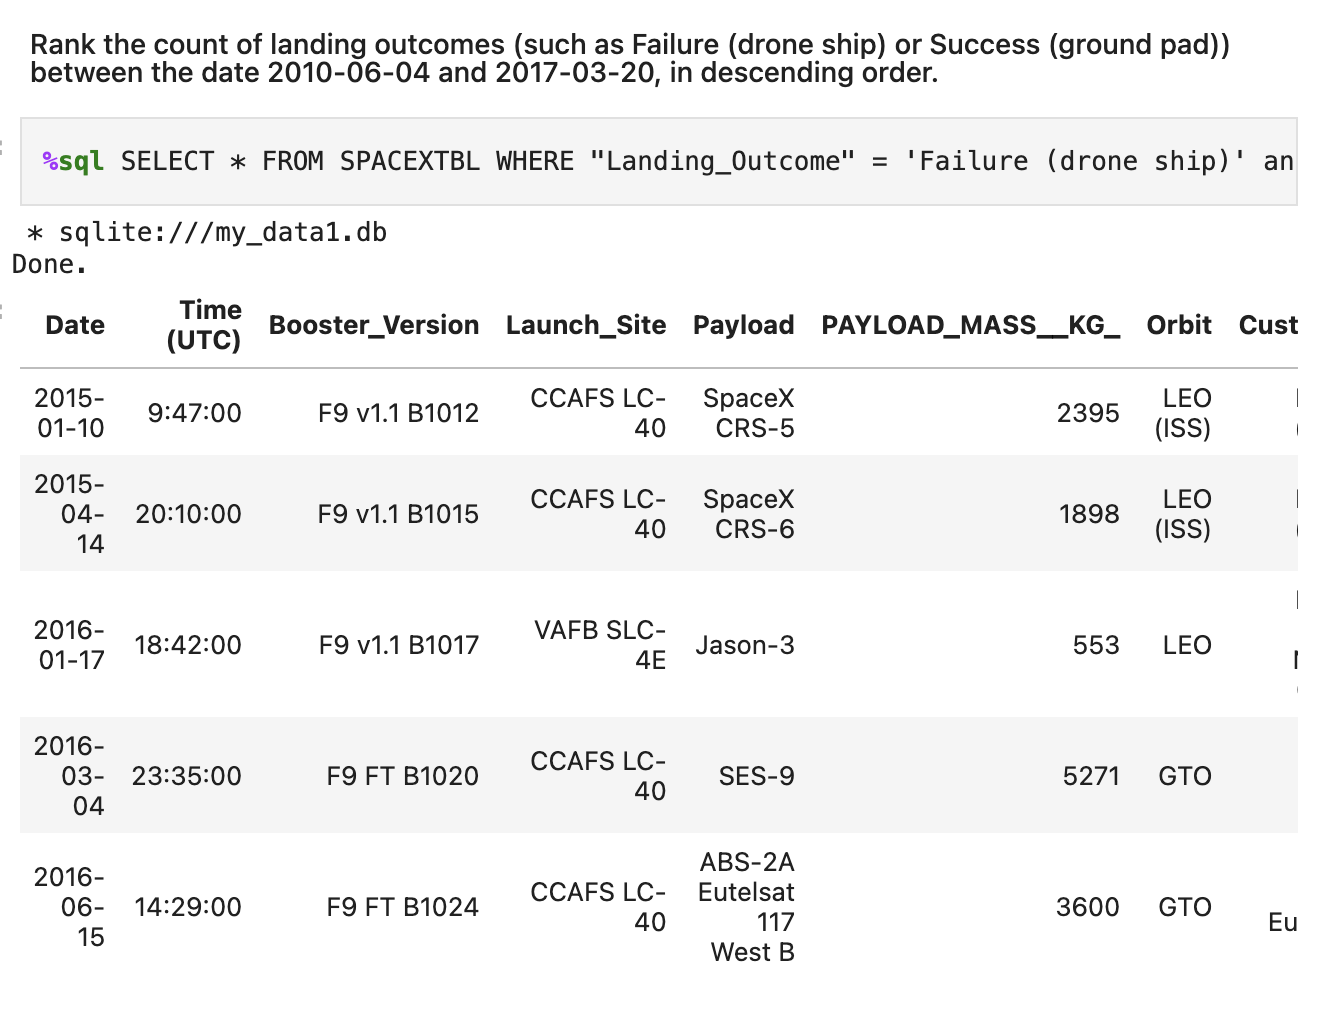 Rank the count of landing outcomes (such as Failure (drone ship) or Success (ground pad))
between the date 2010-06-04 and 2017-03-20, in descending order.
%sql SELECT * FROM SPACEXTBL WHERE "Landing_Outcome" = 'Failure (drone ship)' an
* sqlite:///my_data1.db
Done.
Date Time (UTC) Booster_Version Launch_Site Payload PAYLOAD_MASS__KG_ Orbit Cust
2015-01-10 9:47:00 F9 v1.1 B1012 CCAFS LC-40 SpaceX CRS-5 2395 LEO (ISS)
2015-04-14 20:10:00 F9 v1.1 B1015 CCAFS LC-40 SpaceX CRS-6 1898 LEO (ISS)
2016-01-17 18:42:00 F9 v1.1 B1017 VAFB SLC-4E Jason-3 553 LEO
2016-03-04 23:35:00 F9 FT B1020 CCAFS LC-40 SES-9 5271 GTO
2016-06-15 14:29:00 F9 FT B1024 CCAFS LC-40 ABS-2A Eutelsat 117 West B 3600 GTO Eu